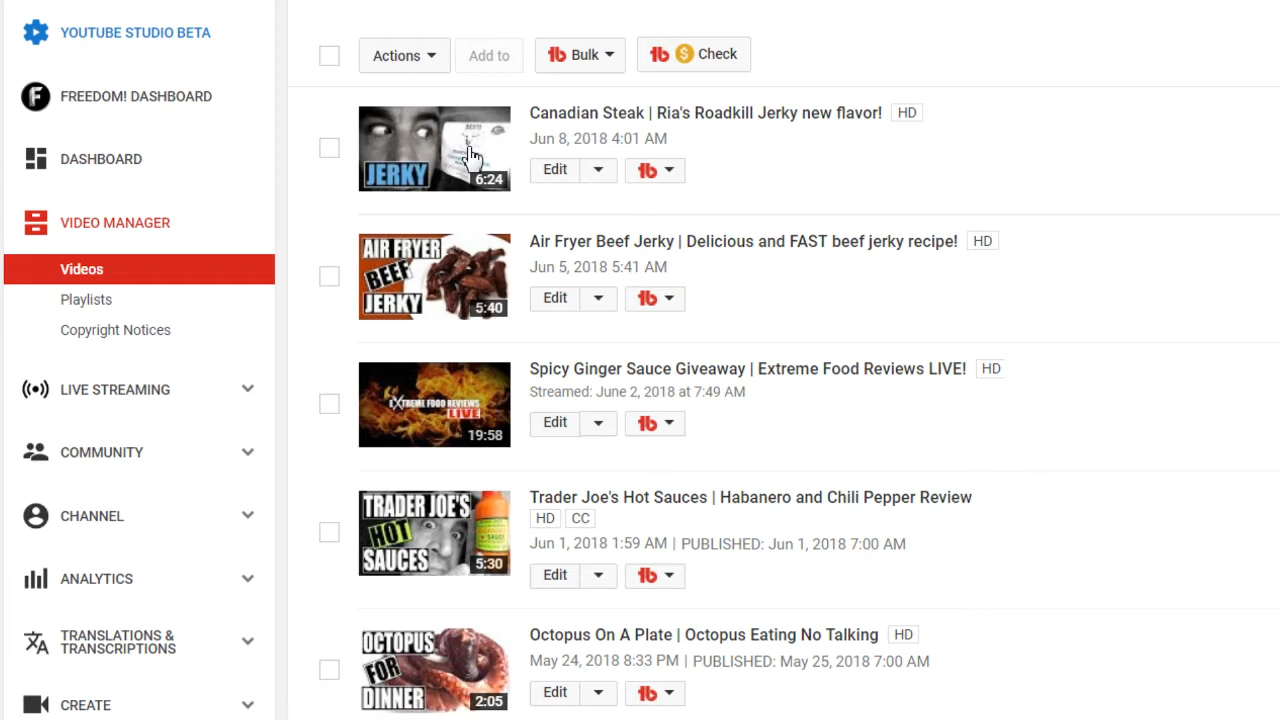 YOUTUBE STUDIO BETA
FREEDOM! DASHBOARD
DASHBOARD
VIDEO MANAGER
Videos
Playlists
Copyright Notices
LIVE STREAMING
COMMUNITY
CHANNEL
ANALYTICS
TRANSLATIONS &
TRANSCRIPTIONS
CREATE
Actions Add to tb Bulk tb $ Check
JERKY
6:24
Canadian Steak | Ria's Roadkill Jerky new flavor! HD
Jun 8, 2018 4:01 AM
Edit tb
AIR FRYER
BEEF
JERKY
5:40
Air Fryer Beef Jerky | Delicious and FAST beef jerky recipe! HD
Jun 5, 2018 5:41 AM
Edit tb
EXTREME FOOD REVIEWS
LIVE
19:58
Spicy Ginger Sauce Giveaway | Extreme Food Reviews LIVE! HD
Streamed: June 2, 2018 at 7:49 AM
Edit tb
TRADER JOE'S
HOT
SAUCES
5:30
Trader Joe's Hot Sauces | Habanero and Chili Pepper Review
HD CC
Jun 1, 2018 1:59 AM | PUBLISHED: Jun 1, 2018 7:00 AM
Edit tb
OCTOPUS
FOR
DINNER
2:05
Octopus On A Plate | Octopus Eating No Talking HD
May 24, 2018 8:33 PM | PUBLISHED: May 25, 2018 7:00 AM
Edit tb